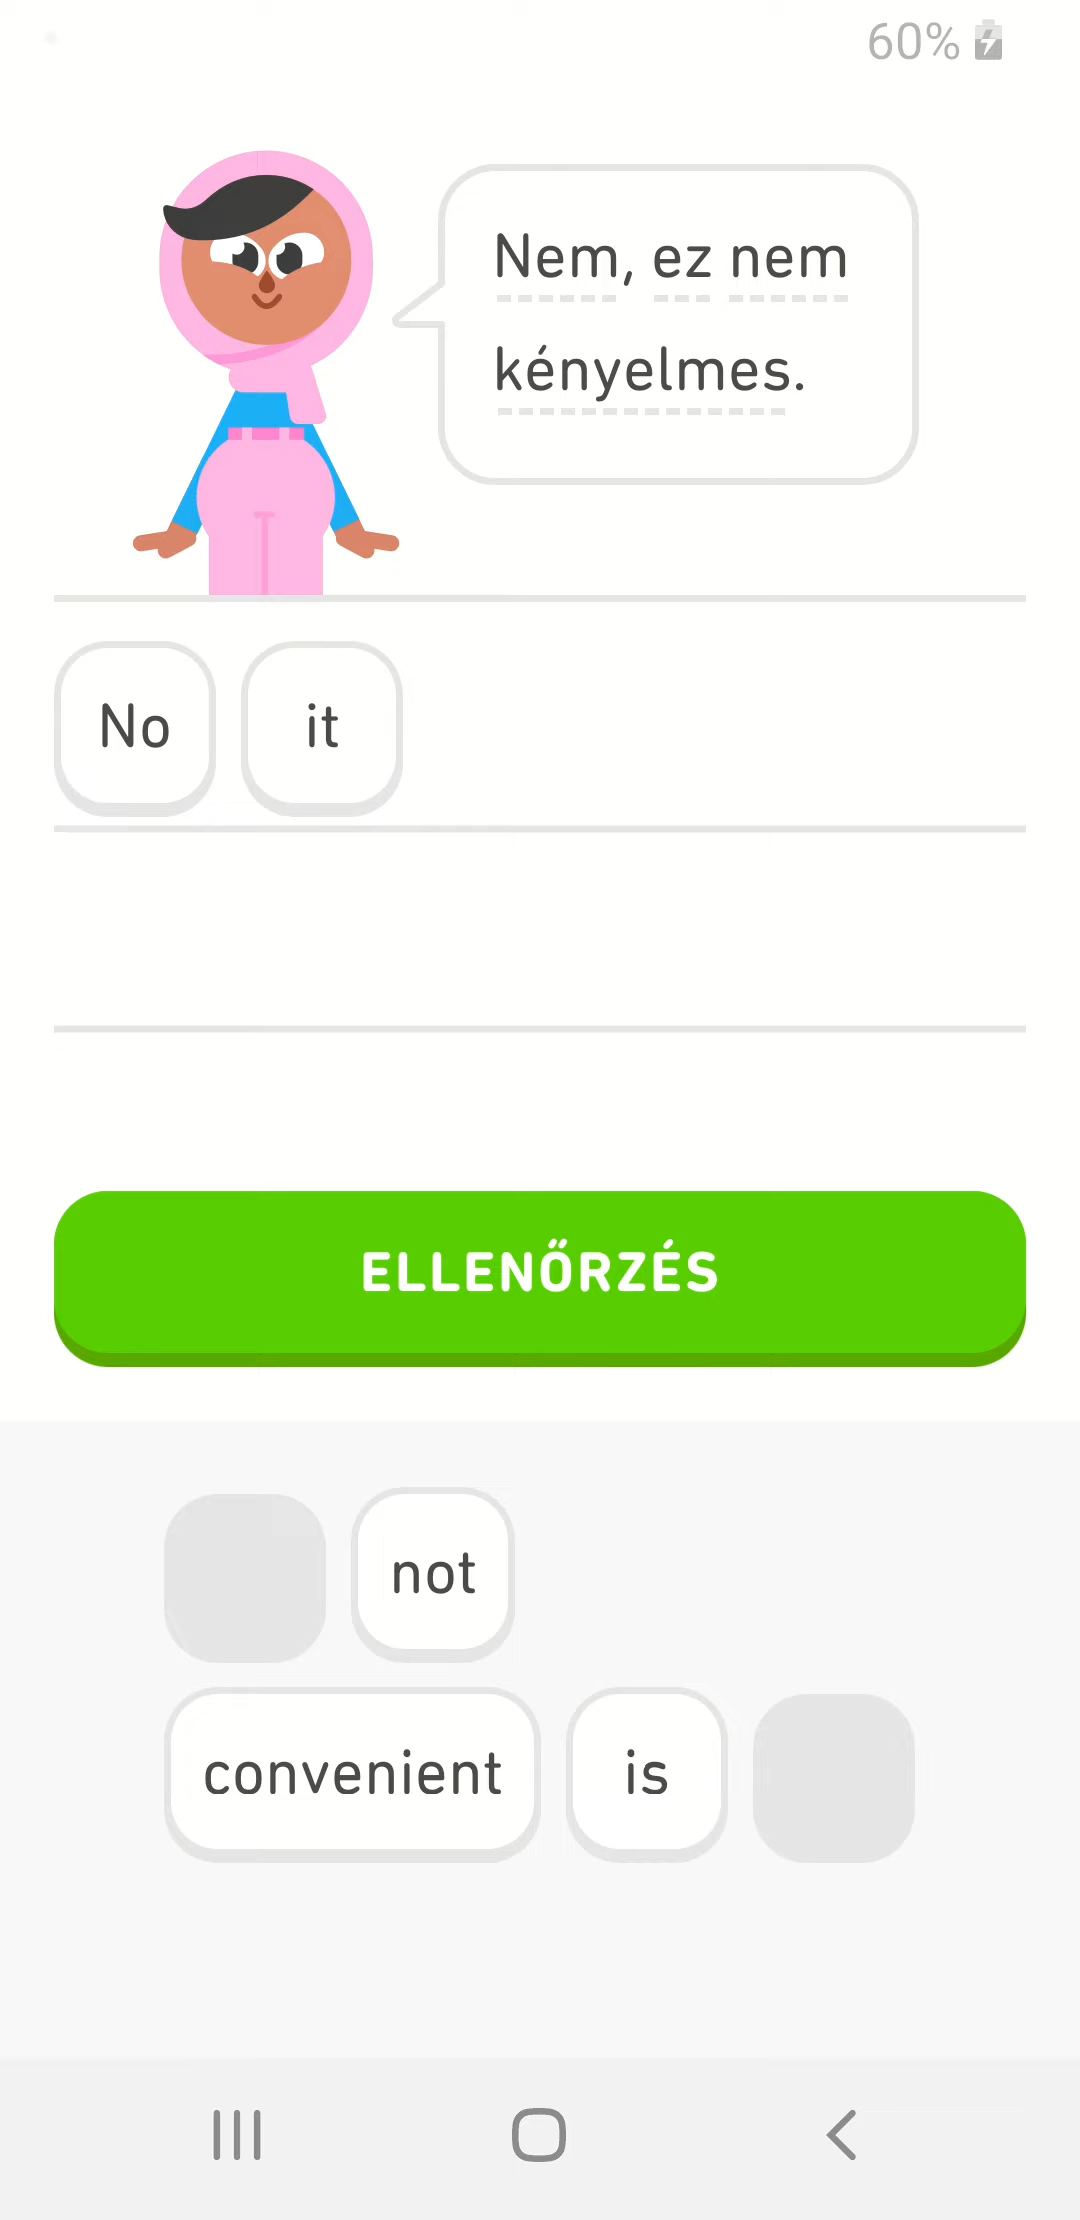 60%
Nem, ez nem
kényelmes.
No it
ELLENŐRZÉS
not
convenient is